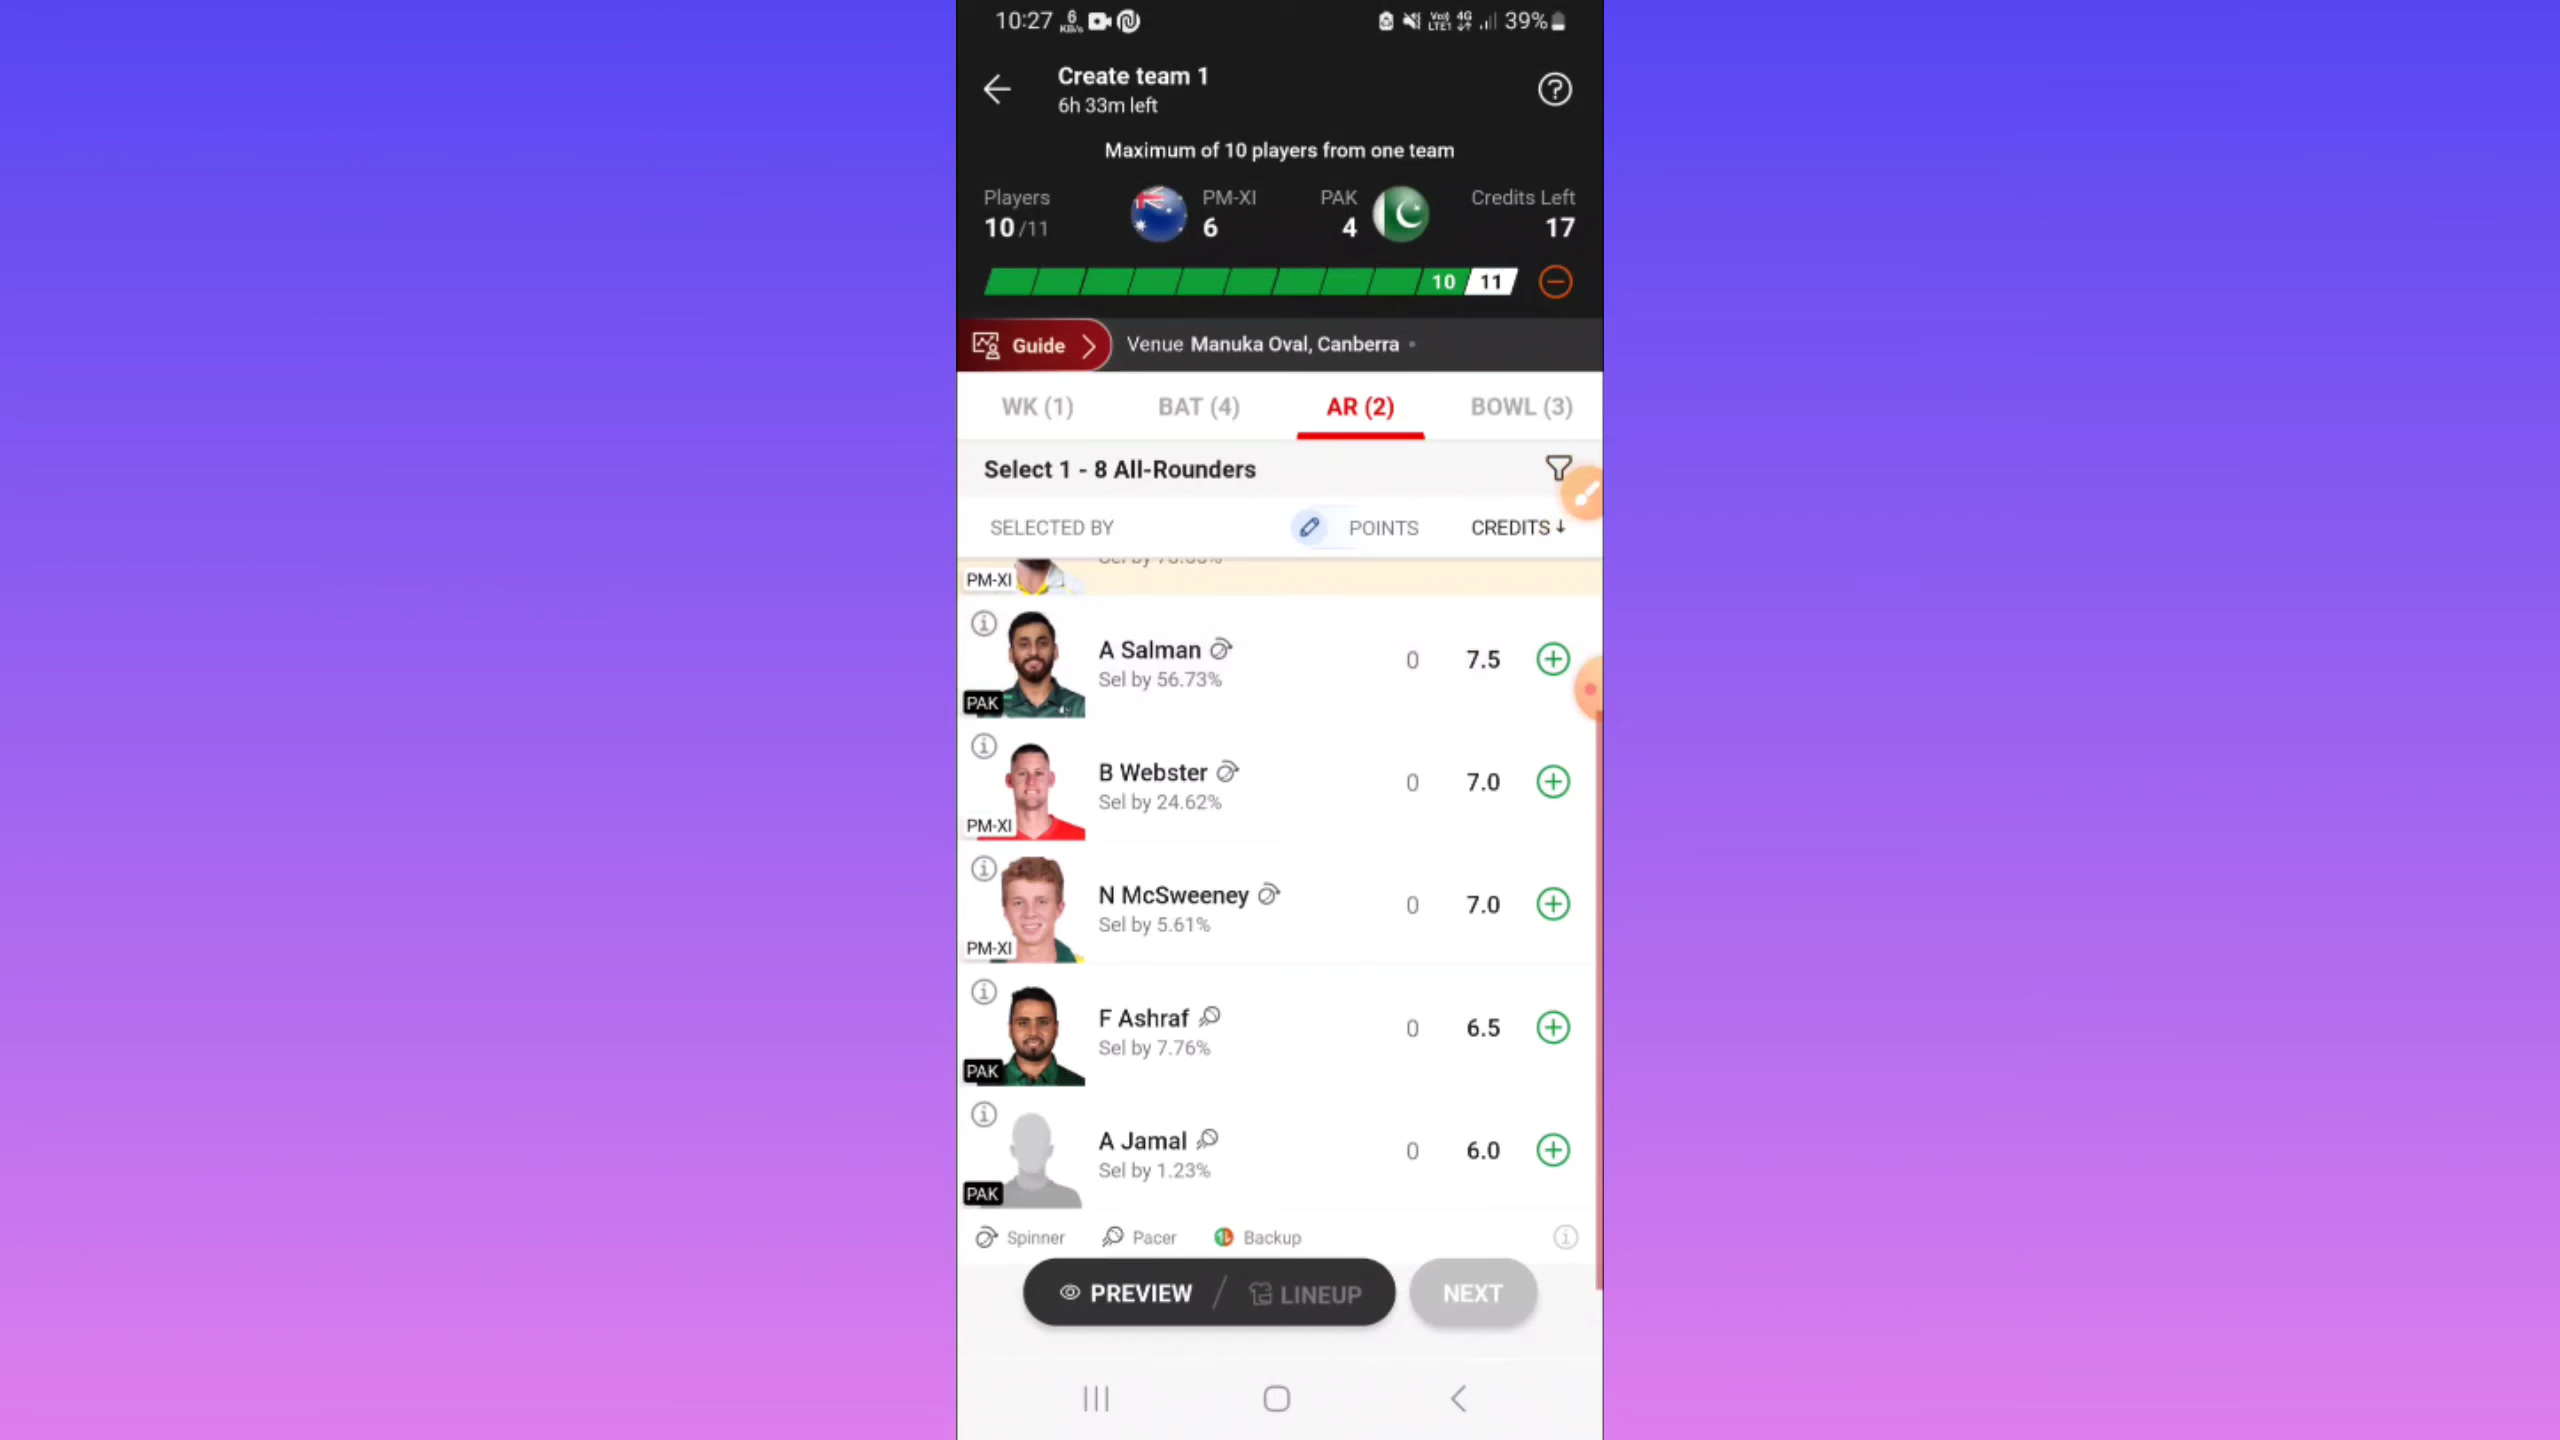 10:27 6 KB/s Vo) LTE1 4G 39%
Create team 1
6h 33m left
Maximum of 10 players from one team
Players PM-XI PAK Credits Left
10/11 6 4 17
10 11
Guide Venue Manuka Oval, Canberra
WK (1) BAT (4) AR (2) BOWL (3)
Select 1 - 8 All-Rounders
SELECTED BY POINTS CREDITS ↓
PM-XI
A Salman 0 7.5
Sel by 56.73%
PAK
B Webster 0 7.0
Sel by 24.62%
PM-XI
N McSweeney 0 7.0
Sel by 5.61%
PM-XI
F Ashraf 0 6.5
Sel by 7.76%
PAK
A Jamal 0 6.0
Sel by 1.23%
PAK
Spinner Pacer Backup
PREVIEW / LINEUP NEXT